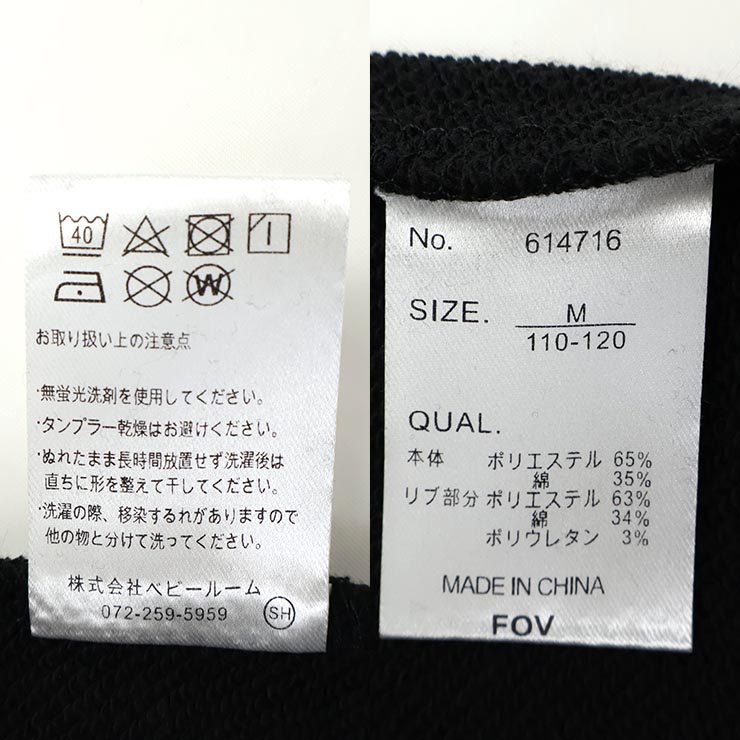 40
W
お取り扱い上の注意点
・無蛍光洗剤を使用してください。
・タンブラー乾燥はお避けください。
・ぬれたまま長時間放置せず洗濯後は
直ちに形を整えて干してください。
・洗濯の際、移染するれがありますので
他の物と分けて洗ってください。
株式会社ベビールーム
072-259-5959 SH
No. 614716
SIZE. M
110-120
QUAL.
本体 ポリエステル 65%
綿 35%
リブ部分 ポリエステル 63%
綿 34%
ポリウレタン 3%
MADE IN CHINA
FOV